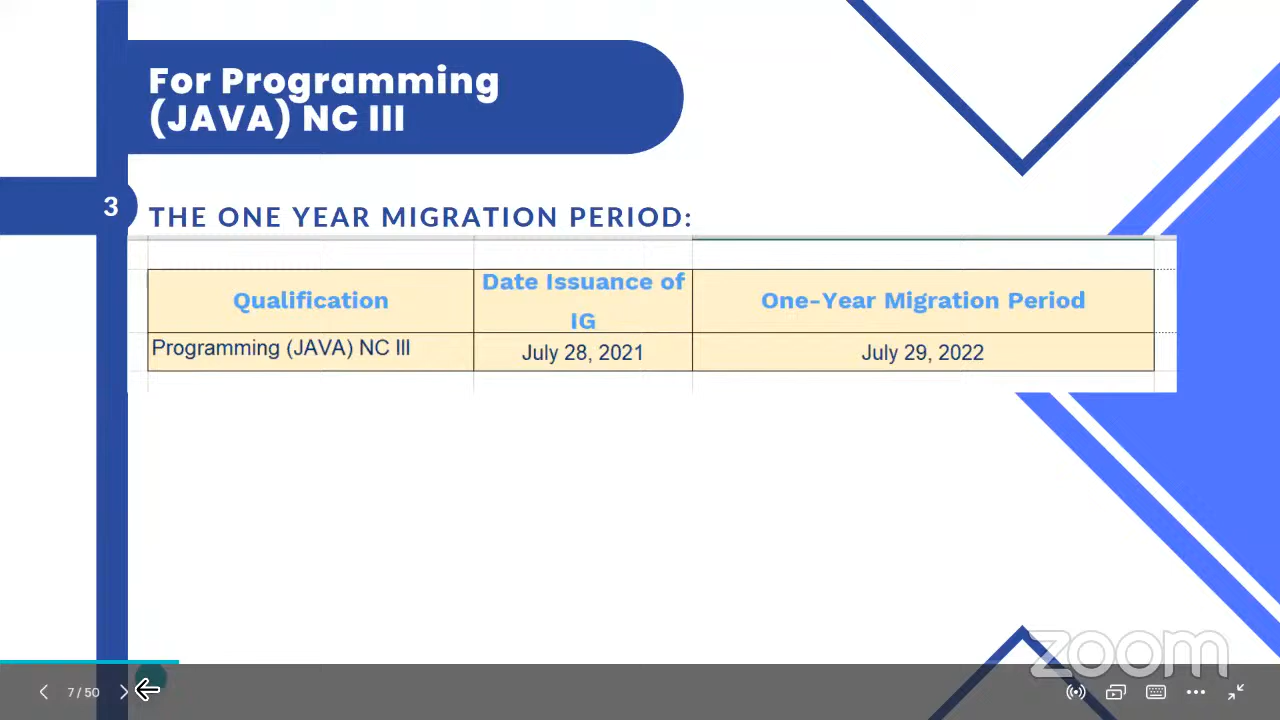 For Programming
(JAVA) NC III
3
THE ONE YEAR MIGRATION PERIOD:
Qualification
Date Issuance of
IG
One-Year Migration Period
Programming (JAVA) NC III
July 28, 2021
July 29, 2022
zoom
7 / 50